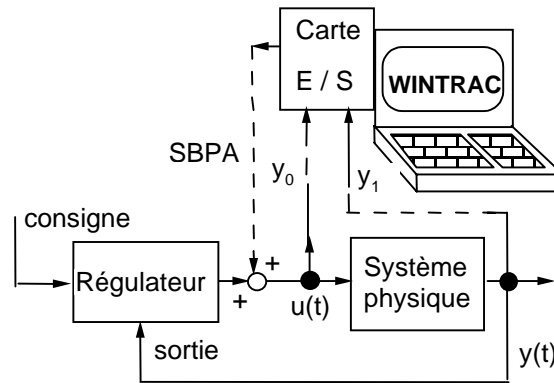 Carte
E / S
WINTRAC
SBPA
y0
y1
consigne
Régulateur
+
+
u(t)
Système
physique
sortie
y(t)